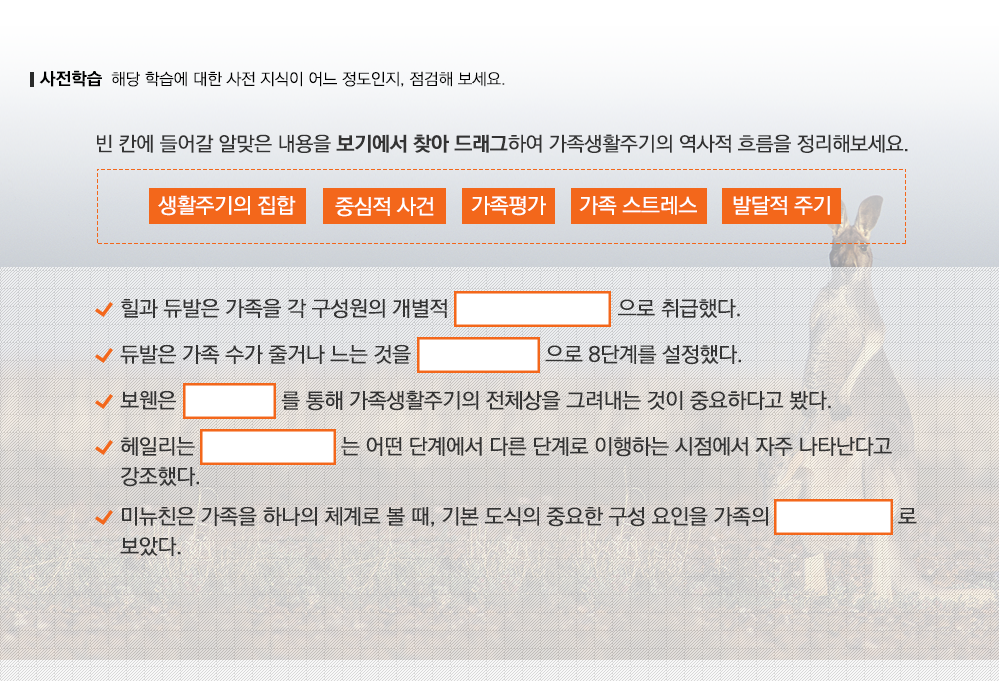 사전학습 해당 학습에 대한 사전 지식이 어느 정도인지, 점검해 보세요.
빈 칸에 들어갈 알맞은 내용을 보기에서 찾아 드래그하여 가족생활주기의 역사적 흐름을 정리해보세요.
생활주기의 집합 중심적 사건 가족평가 가족 스트레스 발달적 주기
힐과 듀발은 가족을 각 구성원의 개별적 으로 취급했다.
듀발은 가족 수가 줄거나 느는 것을 으로 8단계를 설정했다.
보웬은 를 통해 가족생활주기의 전체상을 그려내는 것이 중요하다고 봤다.
헤일리는 는 어떤 단계에서 다른 단계로 이행하는 시점에서 자주 나타난다고
강조했다.
미뉴친은 가족을 하나의 체계로 볼 때, 기본 도식의 중요한 구성 요인을 가족의 로
보았다.